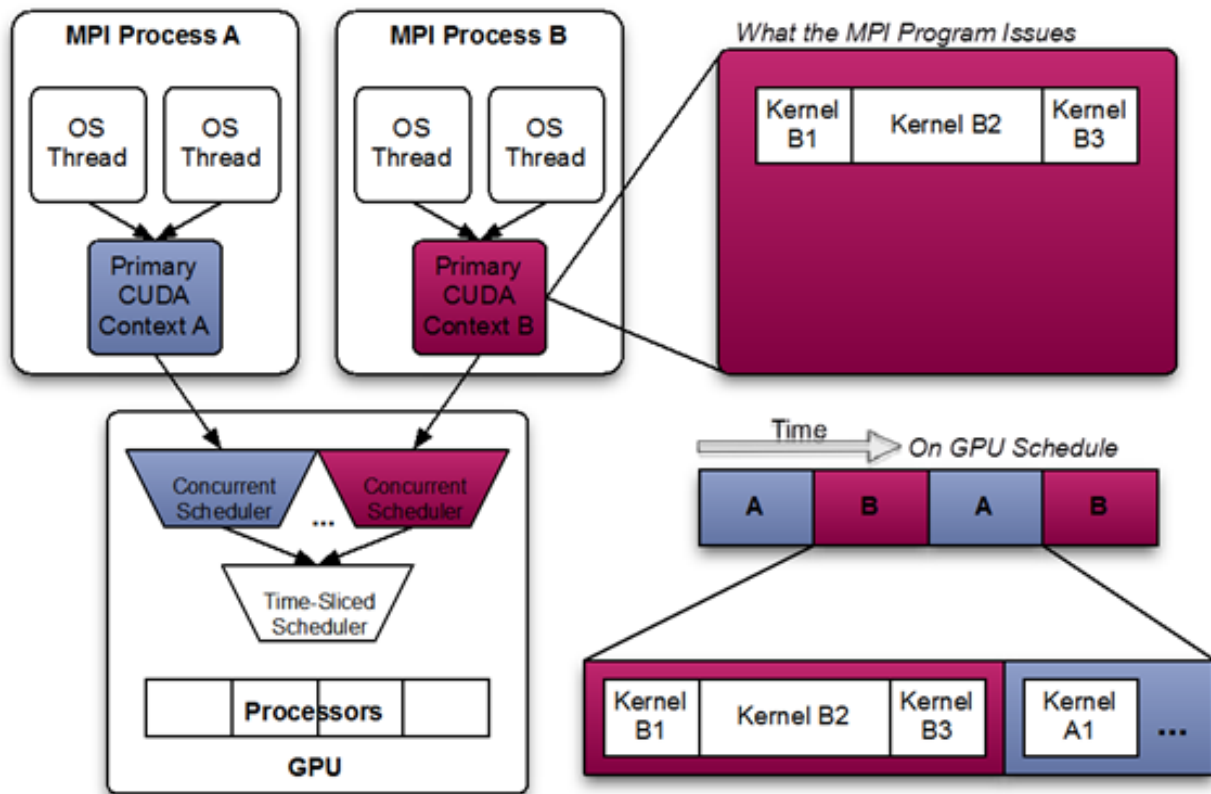 MPI Process A
OS
Thread
OS
Thread
Primary
CUDA
Context A
MPI Process B
OS
Thread
OS
Thread
Primary
CUDA
Context B
What the MPI Program Issues
Kernel
B1
Kernel B2
Kernel
B3
Concurrent
Scheduler
...
Concurrent
Scheduler
Time-Sliced
Scheduler
Processors
GPU
Time
On GPU Schedule
A
B
A
B
Kernel
B1
Kernel B2
Kernel
B3
Kernel
A1
...